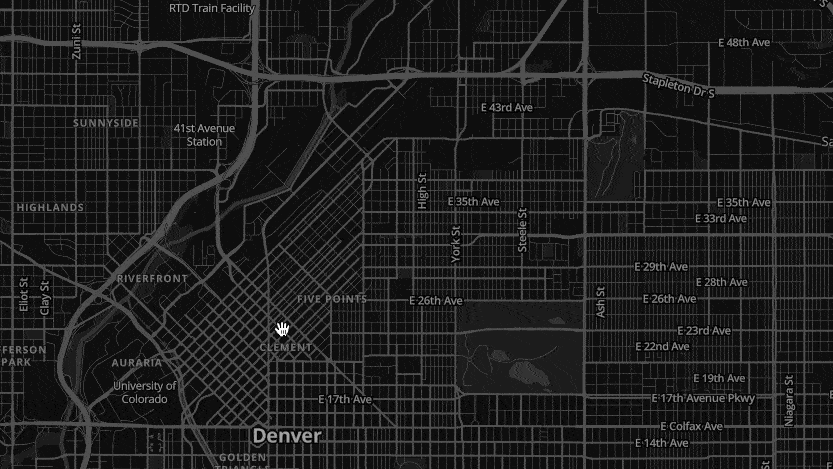 RTD Train Facility
Zuni St
E 48th Ave
Stapleton Dr S
E 43rd Ave
SUNNYSIDE
41st Avenue
Station
High St
E 35th Ave
E 35th Ave
HIGHLANDS
Steele St
E 33rd Ave
York St
E 29th Ave
RIVERFRONT
E 28th Ave
Eliot St
Clay St
FIVE POINTS
E 26th Ave
Ash St
E 26th Ave
E 23rd Ave
CLEMENT
E 22nd Ave
FFERSON
PARK
AURARIA
E 19th Ave
University of
Colorado
E 17th Ave
E 17th Avenue Pkwy
Niagara St
E Colfax Ave
Denver
E 14th Ave
GOLDEN
TRIANGLE